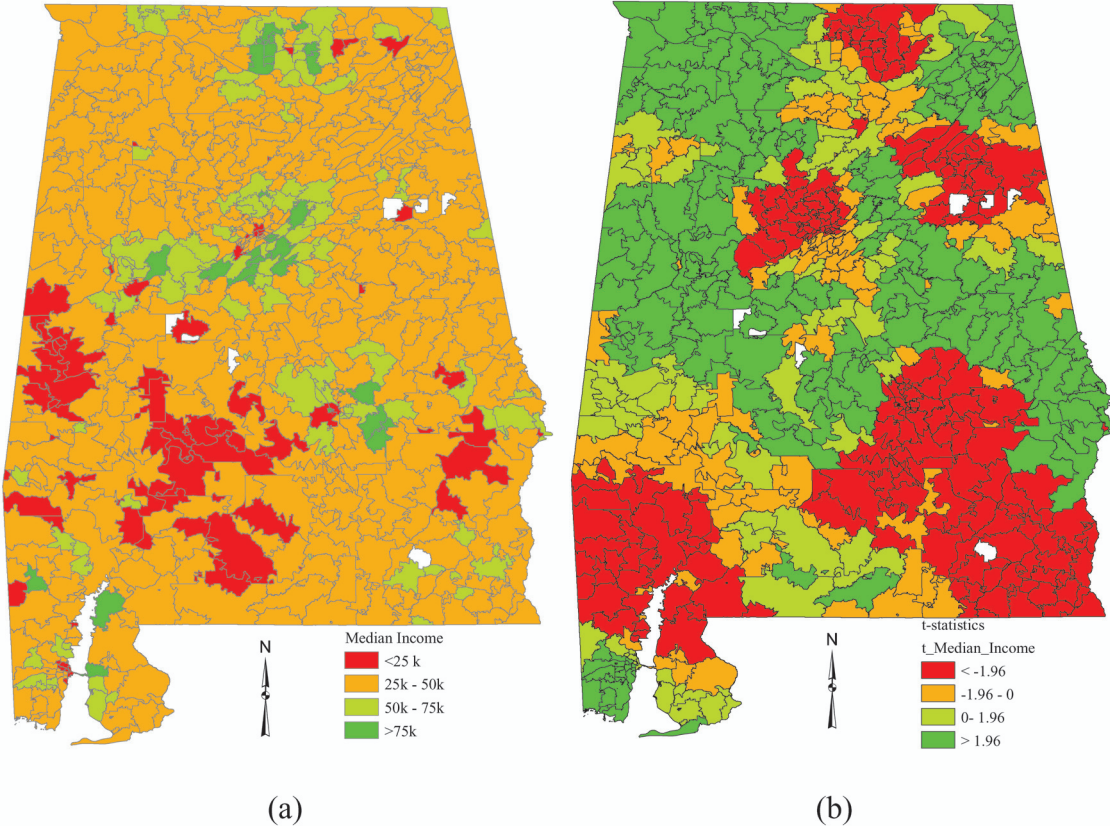 N
Median Income
<25 k
25k - 50k
50k - 75k
>75k
(a)
N
t-statistics
t_Median_Income
< -1.96
-1.96 - 0
0- 1.96
> 1.96
(b)